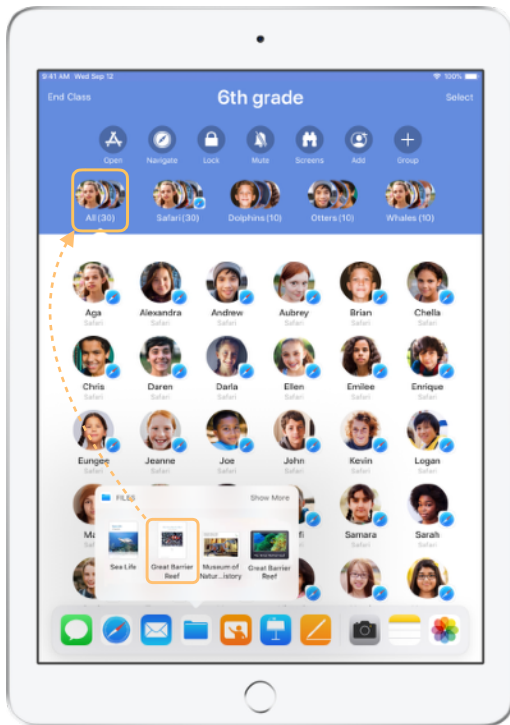 9:41 AM Wed Sep 12
100%
End Class
6th grade
Select
Open
Navigate
Lock
Mute
Screens
Add
Group
All (30)
Safari (30)
Dolphins (10)
Otters (10)
Whales (10)
Aga
Alexandra
Andrew
Aubrey
Brian
Chella
Safari
Safari
Safari
Safari
Safari
Safari
Chris
Daren
Darla
Ellen
Emilee
Enrique
Safari
Safari
Safari
Safari
Safari
Safari
Eungee
Jeanne
Joe
John
Kevin
Logan
Safari
Safari
Safari
Safari
FILES
Show More
Samara
Sarah
Safari
Safari
Sea Life
Great Barrier
Reef
Museum of
Natur...istory
Great Barrier
Reef